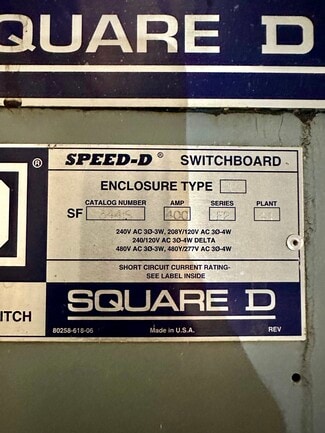 SQUARE D
SPEED-D® SWITCHBOARD
®
ENCLOSURE TYPE
CATALOG NUMBER AMP SERIES PLANT
SF 400
240V AC 3Ø-3W, 208Y/120V AC 3Ø-4W
240/120V AC 3Ø-4W DELTA
480V AC 3Ø-3W, 480Y/277V AC 3Ø-4W
SHORT CIRCUIT CURRENT RATING-
SEE LABEL INSIDE
SQUARE D
ITCH
80258-618-06 Made in U.S.A. REV